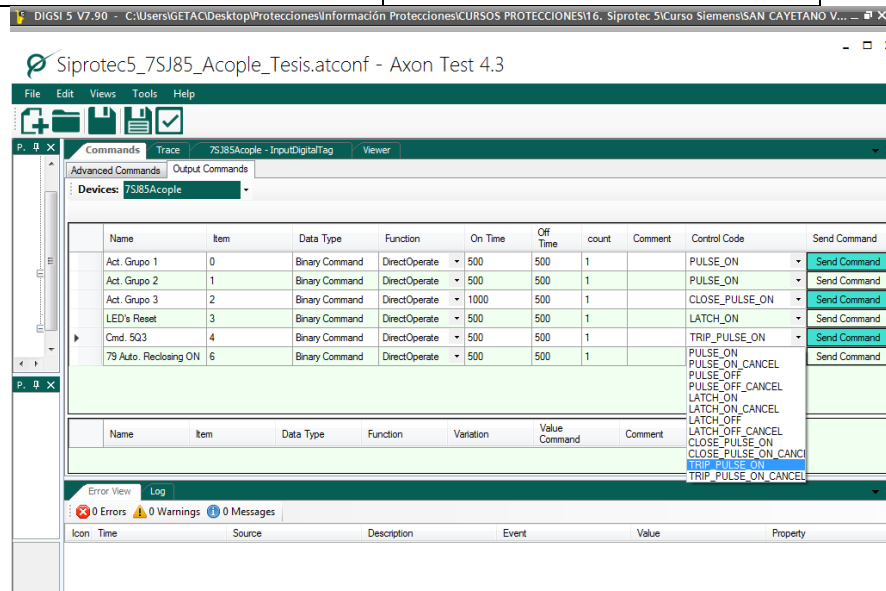 DIGSI 5 V7.90 - C:\Users\GETAC\Desktop\Protecciones\Información Protecciones\CURSOS PROTECCIONES\16. Siprotec 5\Curso Siemens\SAN CAYETANO V...
Siprotec5_7SJ85_Acople_Tesis.atconf - Axon Test 4.3
File Edit Views Tools Help
P. Commands Trace 7SJ85Acople - InputDigitalTag Viewer
Advanced Commands Output Commands
Devices: 7SJ85Acople
Name Item Data Type Function On Time Off Time count Comment Control Code Send Command
Act. Grupo 1 0 Binary Command DirectOperate 500 500 1 PULSE_ON Send Command
Act. Grupo 2 1 Binary Command DirectOperate 500 500 1 PULSE_ON Send Command
Act. Grupo 3 2 Binary Command DirectOperate 1000 500 1 CLOSE_PULSE_ON Send Command
LED's Reset 3 Binary Command DirectOperate 500 500 1 LATCH_ON Send Command
Cmd. 5Q3 4 Binary Command DirectOperate 500 500 1 TRIP_PULSE_ON Send Command
79 Auto. Reclosing ON 6 Binary Command DirectOperate 500 500 1 Send Command
PULSE_ON
PULSE_ON_CANCEL
PULSE_OFF
PULSE_OFF_CANCEL
LATCH_ON
LATCH_ON_CANCEL
LATCH_OFF
LATCH_OFF_CANCEL
CLOSE_PULSE_ON
CLOSE_PULSE_ON_CANCI
TRIP_PULSE_ON
TRIP_PULSE_ON_CANCEL
P.
Name Item Data Type Function Variation Value Command Comment
Error View Log
0 Errors 0 Warnings 0 Messages
Icon Time Source Description Event Value Property